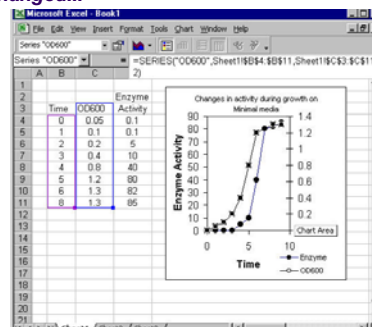 Microsoft Excel - Book1
File Edit View Insert Format Tools Chart Window Help
Series "OD600"
Series "OD600" = =SERIES("OD600",Sheet1!$B$4:$B$11,Sheet1!$C$3:$C$1
2)
A B C
1
2 Enzyme
3 Time OD600 Activity
4 0 0.05 0.1
5 1 0.1 0.1
6 2 0.2 5
7 3 0.4 10
8 4 0.8 40
9 5 1.2 80
10 6 1.3 82
11 8 1.3 85
12
13
14
15
16
17
18
19
20
21
Changes in activity during growth on
Minimal media
Enzyme Activity
90
80
70
60
50
40
30
20
10
0
1.4
1.2
1
0.8
0.6
0.4
0.2
Chart Area
0 5 10
Time
Enzyme
OD600